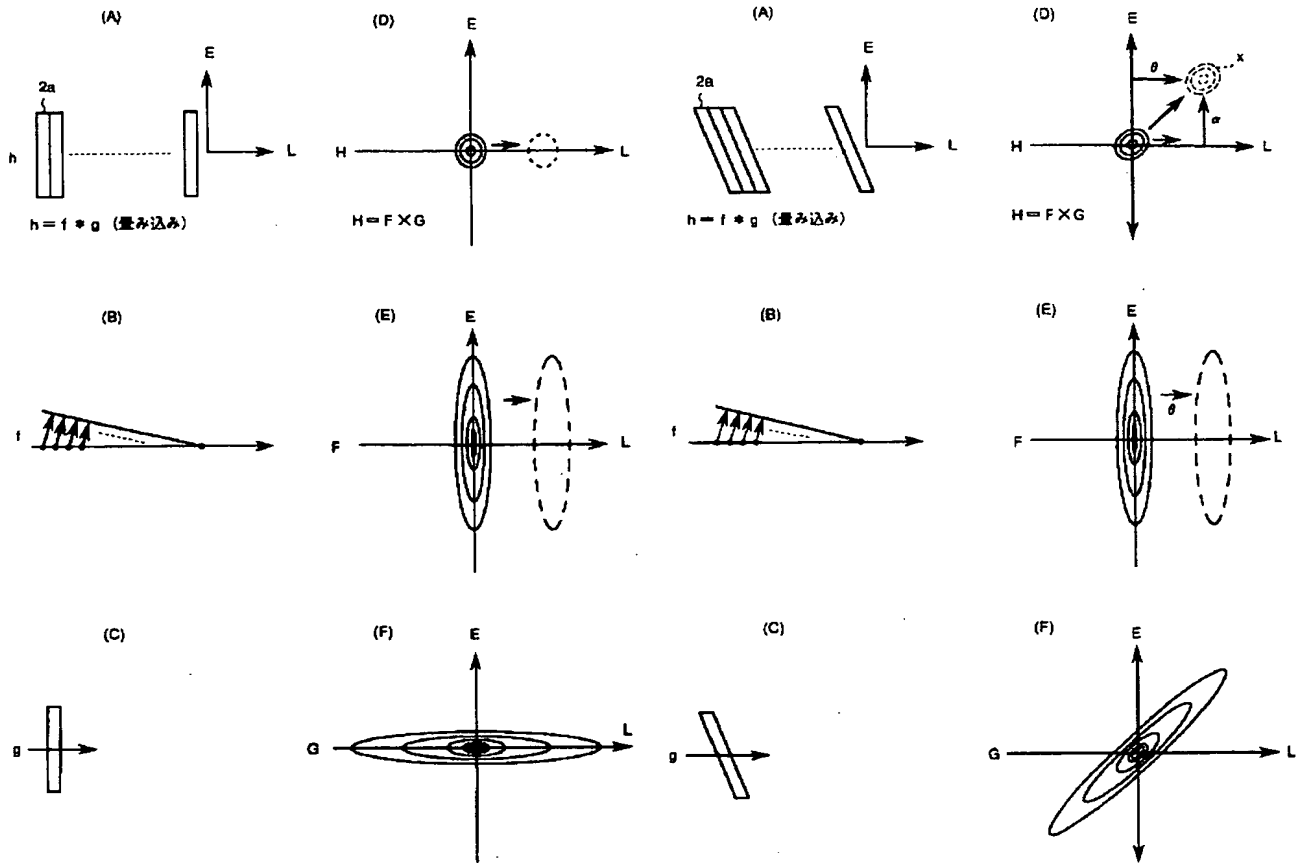 (A)
(D)
E
E
2a
h
L
H
L
h = f * g (畳み込み)
H = F × G
(B)
(E)
E
f
F
L
(C)
(F)
E
g
G
L
(A)
(D)
E
E
2a
θ
x
α
L
H
L
h = f * g (畳み込み)
H = F × G
(B)
(E)
E
f
θ
F
L
(C)
(F)
E
g
G
L